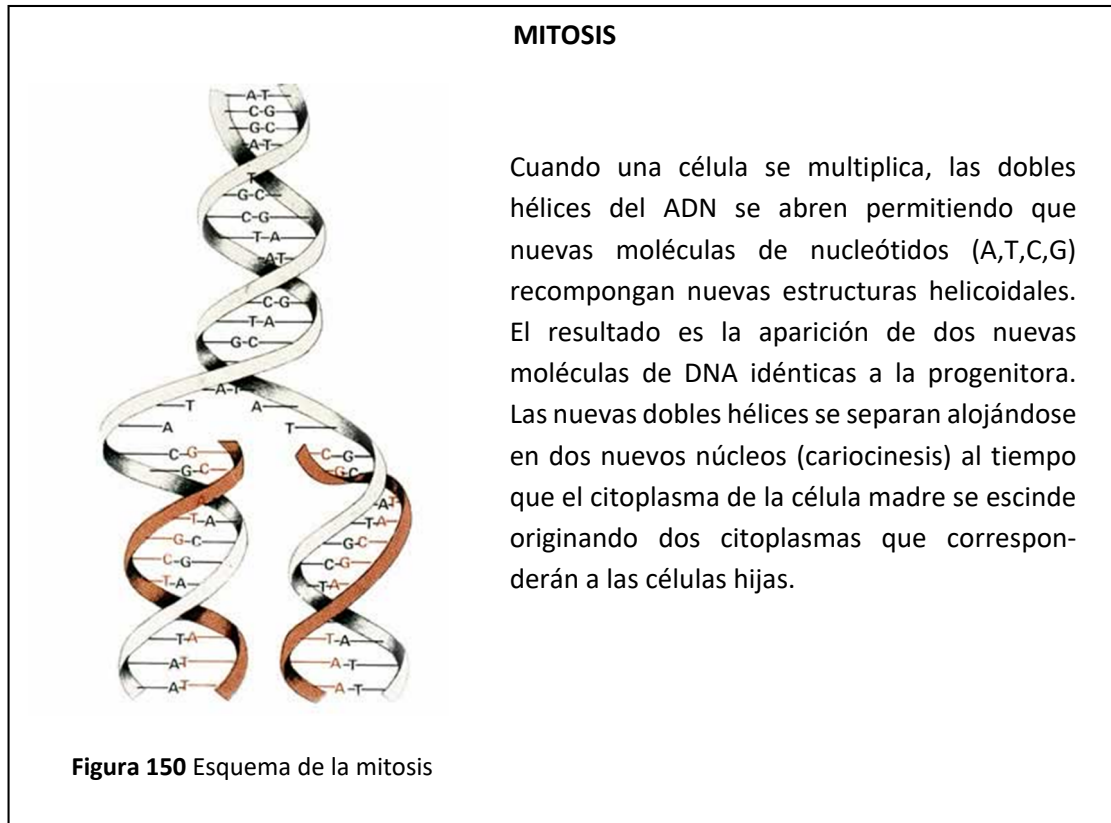 MITOSIS
A-T
C-G
G-C
A-T
T
G-C
C-G
T-A
A-T
C-G
T-A
G-C
A-T
T A
A T
C-G C-G
G-C G-C
A A-T
T-A T-A
G-C G-C
C-G C-G
T-A T-A
T-A T-A
A-T A-T
A-T A-T
Cuando una célula se multiplica, las dobles
hélices del ADN se abren permitiendo que
nuevas moléculas de nucleótidos (A,T,C,G)
recompongan nuevas estructuras helicoidales.
El resultado es la aparición de dos nuevas
moléculas de DNA idénticas a la progenitora.
Las nuevas dobles hélices se separan alojándose
en dos nuevos núcleos (cariocinesis) al tiempo
que el citoplasma de la célula madre se escinde
originando dos citoplasmas que correspon-
derán a las células hijas.
Figura 150 Esquema de la mitosis